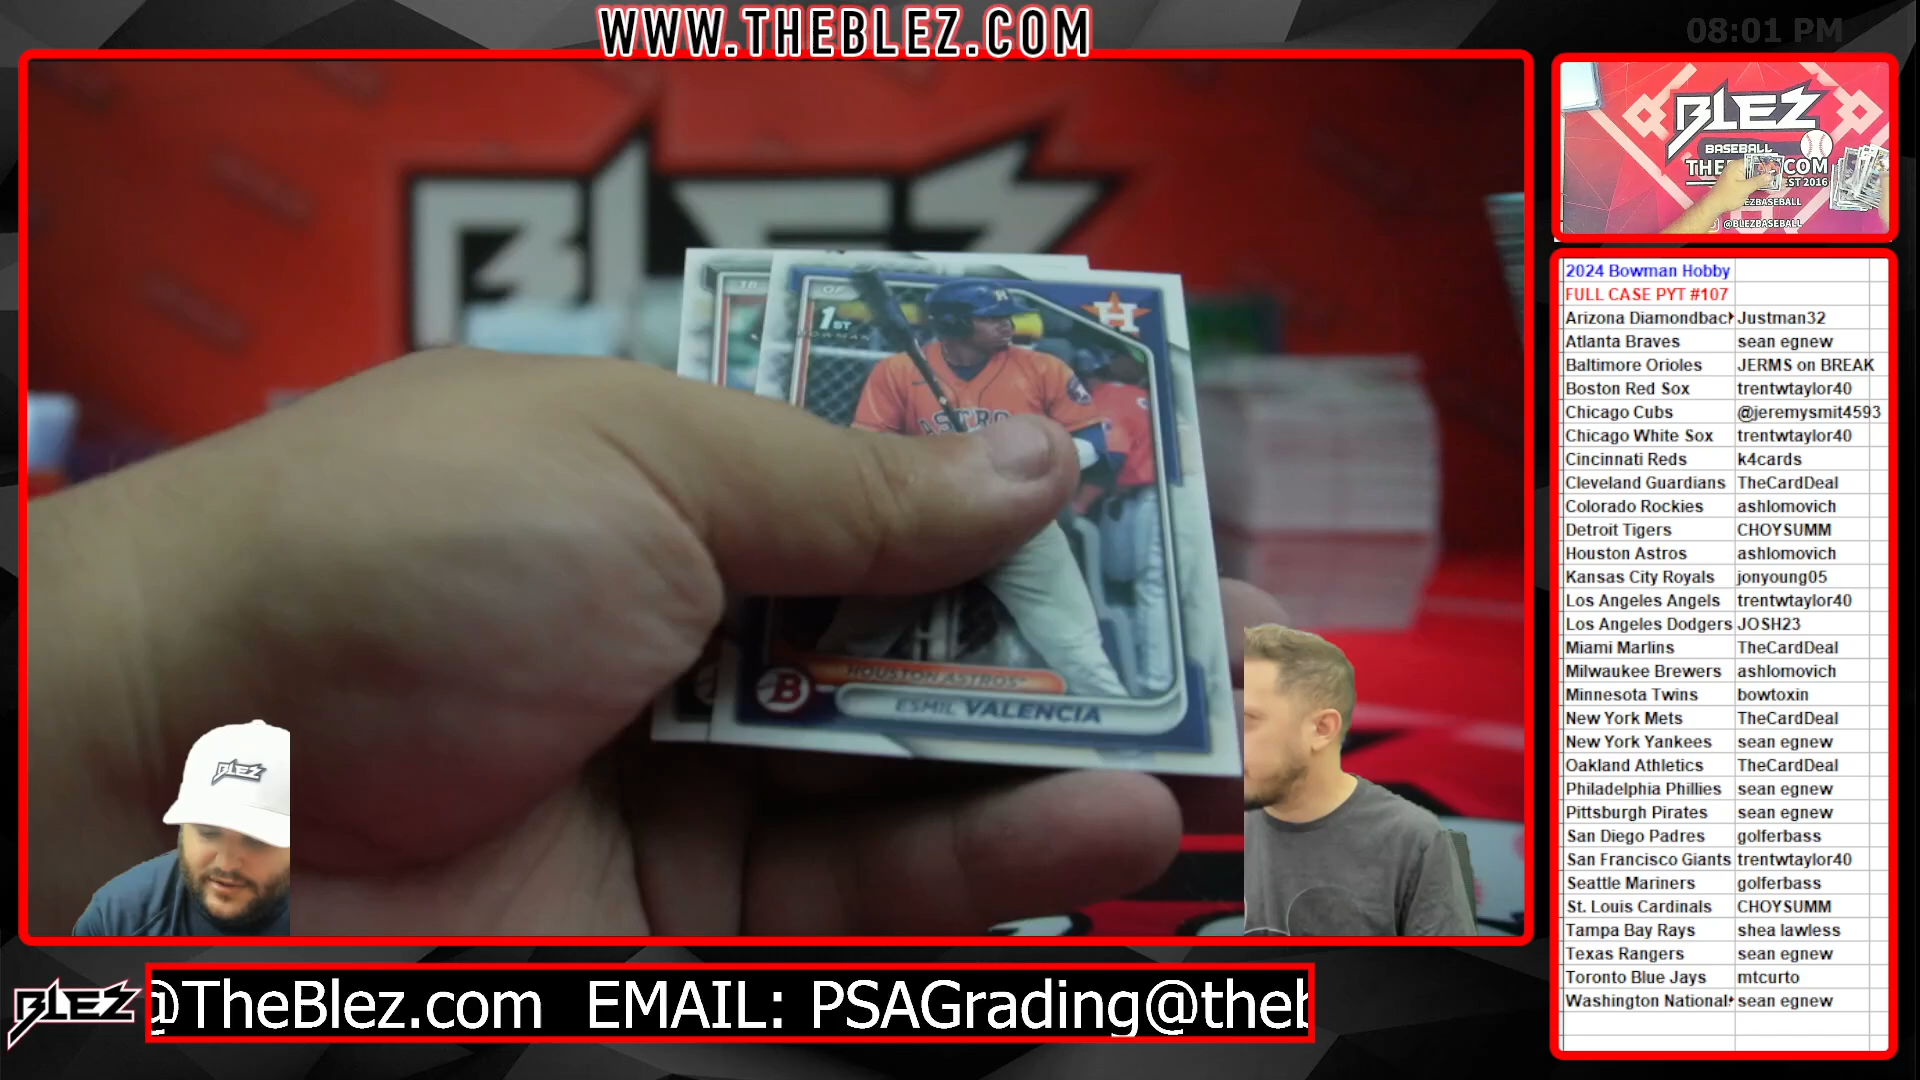 WWW.THEBLEZ.COM
08:01 PM
BLEZ
1ST
BOWMAN
OF
3B
H
ASTRO
HOUSTON ASTROS
B
ESMIL VALENCIA
BLEZ
BLEZ
BASEBALL
THE COM
EST 2016
@BLEZBASEBALL
2024 Bowman Hobby
FULL CASE PYT #107
Arizona Diamondback Justman32
Atlanta Braves sean egnew
Baltimore Orioles JERMS on BREAK
Boston Red Sox trentwtaylor40
Chicago Cubs @jeremysmit4593
Chicago White Sox trentwtaylor40
Cincinnati Reds k4cards
Cleveland Guardians TheCardDeal
Colorado Rockies ashlomovich
Detroit Tigers CHOYSUMM
Houston Astros ashlomovich
Kansas City Royals jonyoung05
Los Angeles Angels trentwtaylor40
Los Angeles Dodgers JOSH23
Miami Marlins TheCardDeal
Milwaukee Brewers ashlomovich
Minnesota Twins bowtoxin
New York Mets TheCardDeal
New York Yankees sean egnew
Oakland Athletics TheCardDeal
Philadelphia Phillies sean egnew
Pittsburgh Pirates sean egnew
San Diego Padres golferbass
San Francisco Giants trentwtaylor40
Seattle Mariners golferbass
St. Louis Cardinals CHOYSUMM
Tampa Bay Rays shea lawless
Texas Rangers sean egnew
Toronto Blue Jays mtcurto
Washington National sean egnew
BLEZ
@TheBlez.com EMAIL: PSAGrading@theb